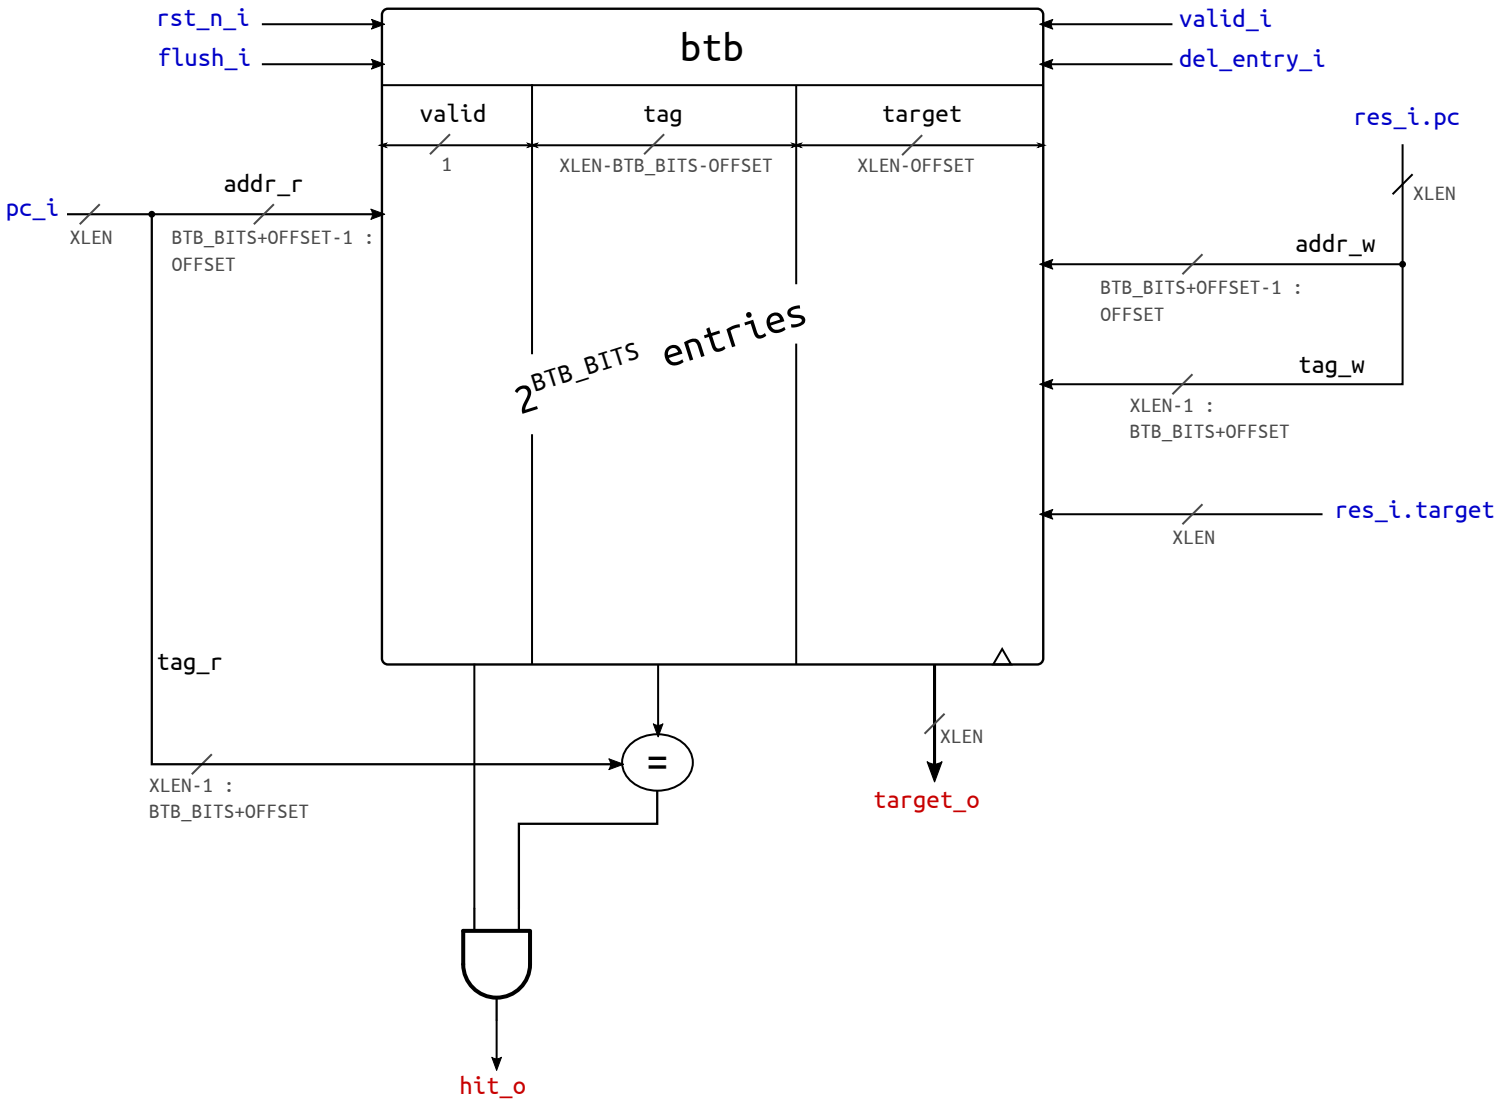 rst_n_i
valid_i
btb
flush_i
del_entry_i
valid
tag
target
res_i.pc
1
XLEN-BTB_BITS-OFFSET
XLEN-OFFSET
addr_r
XLEN
pc_i
XLEN
BTB_BITS+OFFSET-1 :
OFFSET
addr_w
BTB_BITS+OFFSET-1 :
OFFSET
2^BTB_BITS entries
tag_w
XLEN-1 :
BTB_BITS+OFFSET
res_i.target
XLEN
tag_r
XLEN
=
XLEN-1 :
BTB_BITS+OFFSET
target_o
hit_o